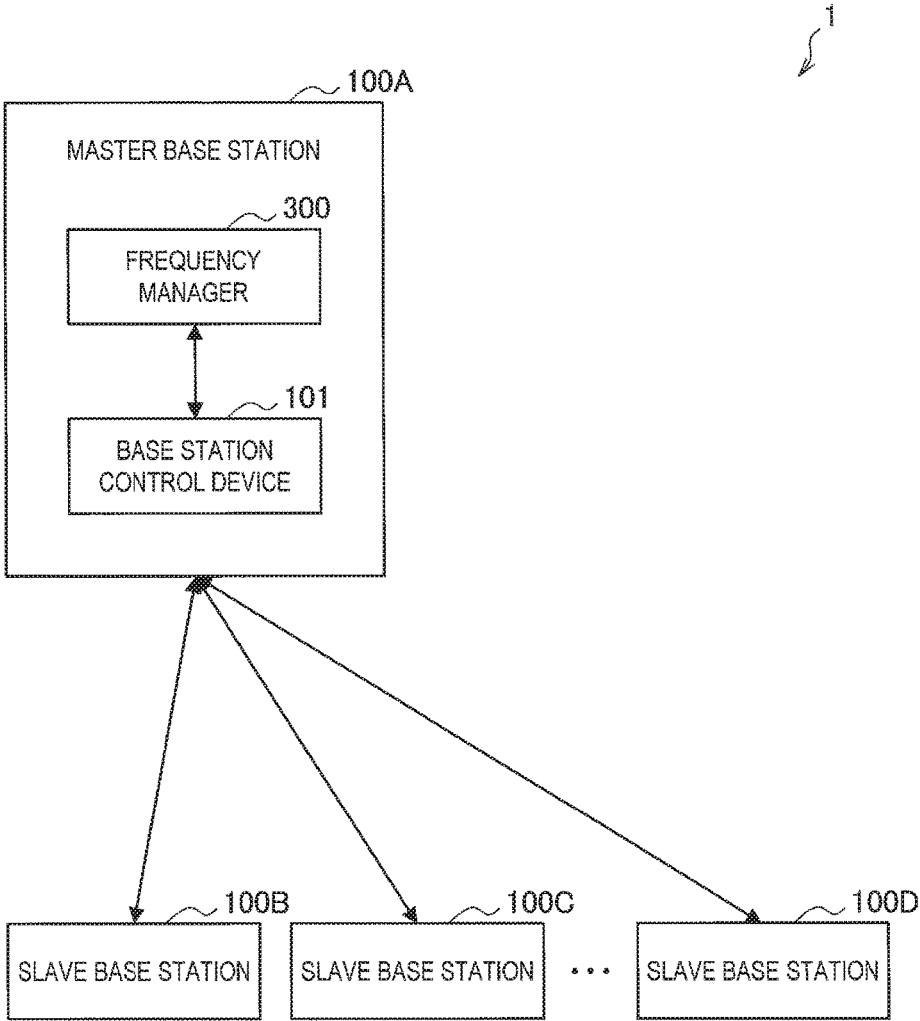 1
100A
MASTER BASE STATION
300
FREQUENCY
MANAGER
101
BASE STATION
CONTROL DEVICE
100B
100C
100D
SLAVE BASE STATION
SLAVE BASE STATION
...
SLAVE BASE STATION